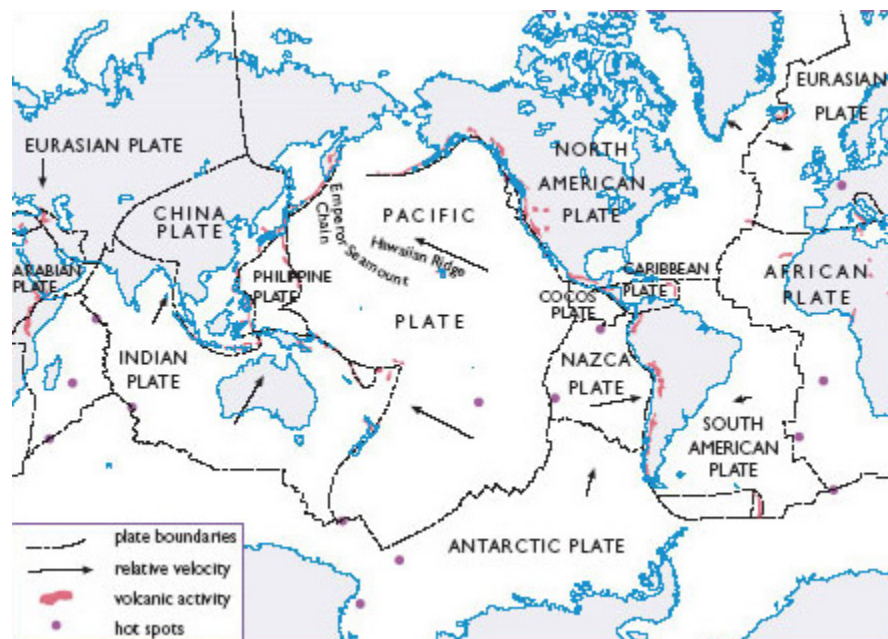 EURASIAN
PLATE
EURASIAN PLATE
NORTH
AMERICAN
PLATE
CHINA
PLATE
Emperor Seamount
Chain
PACIFIC
Hawaiian Ridge
ARABIAN
PLATE
PHILIPPINE
PLATE
CARIBBEAN
PLATE
AFRICAN
PLATE
COCOS
PLATE
PLATE
INDIAN
PLATE
NAZCA
PLATE
SOUTH
AMERICAN
PLATE
ANTARCTIC PLATE
plate boundaries
relative velocity
volcanic activity
hot spots